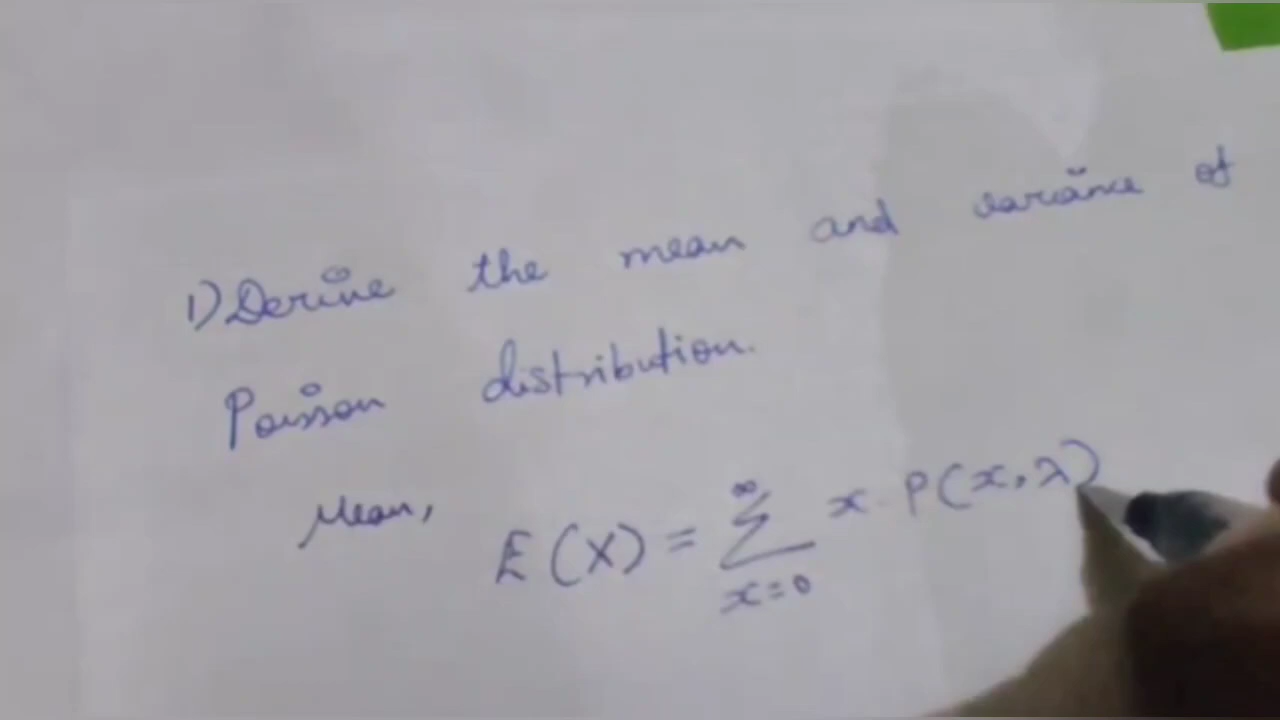 1) Derive the mean and variance of
Poisson distribution.
Mean,
E(X) = ∑_{x=0}^{∞} x · P(x, λ)